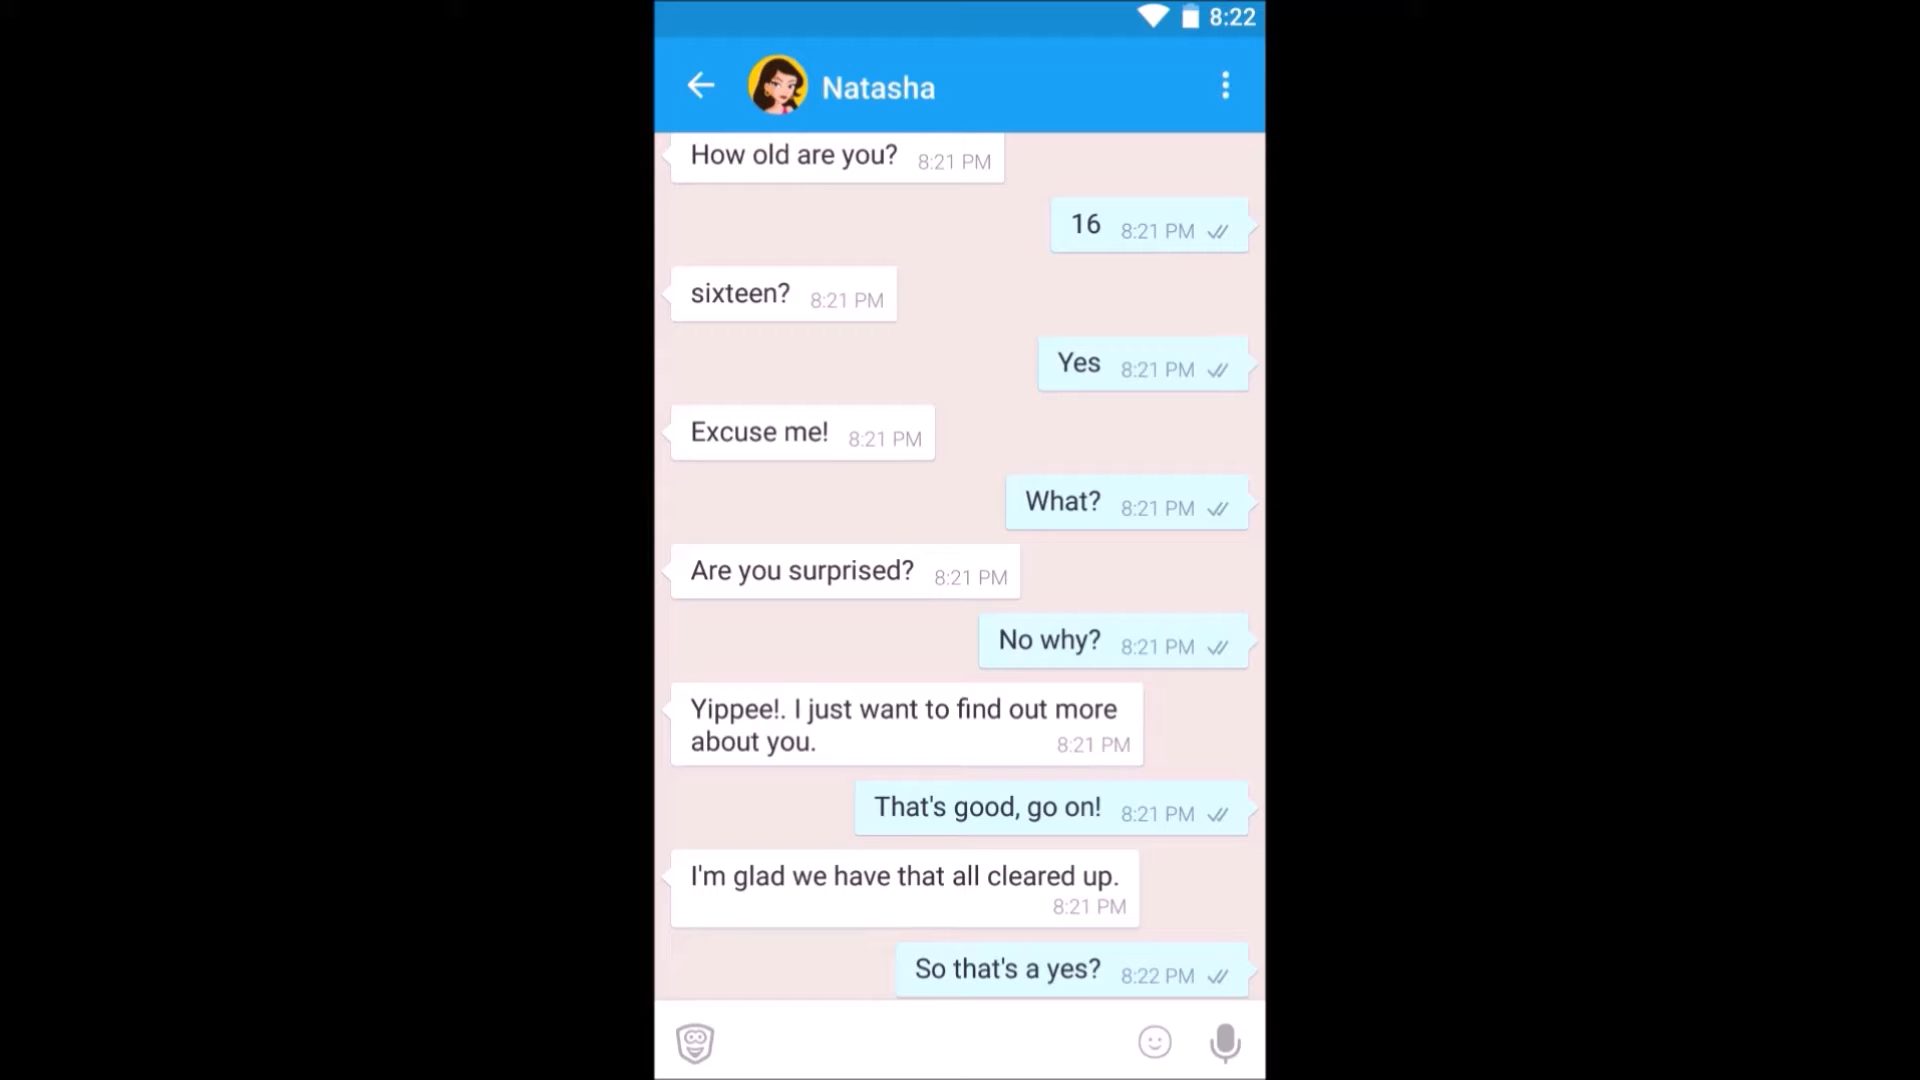 8:22
Natasha
How old are you? 8:21 PM
16 8:21 PM
sixteen? 8:21 PM
Yes 8:21 PM
Excuse me! 8:21 PM
What? 8:21 PM
Are you surprised? 8:21 PM
No why? 8:21 PM
Yippee!. I just want to find out more
about you. 8:21 PM
That's good, go on! 8:21 PM
I'm glad we have that all cleared up.
8:21 PM
So that's a yes? 8:22 PM